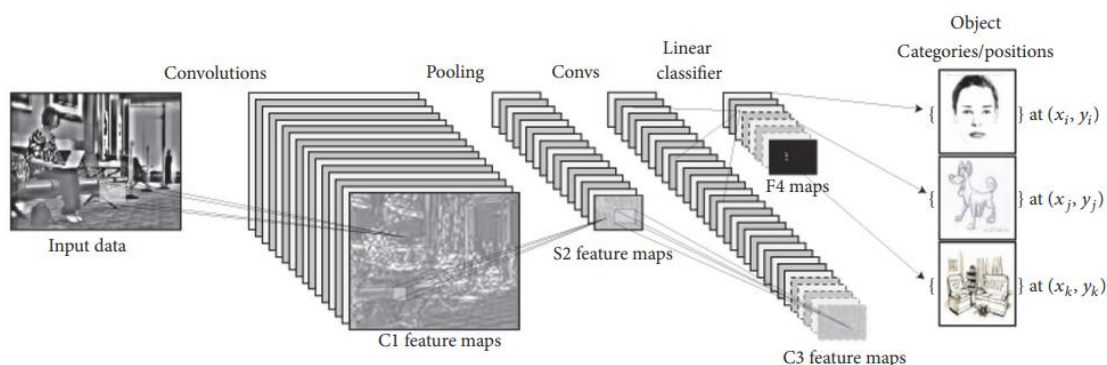 Convolutions
Pooling
Convs
Linear
classifier
Object
Categories/positions
{ } at (x_i, y_i)
{ } at (x_j, y_j)
{ } at (x_k, y_k)
Input data
C1 feature maps
S2 feature maps
C3 feature maps
F4 maps